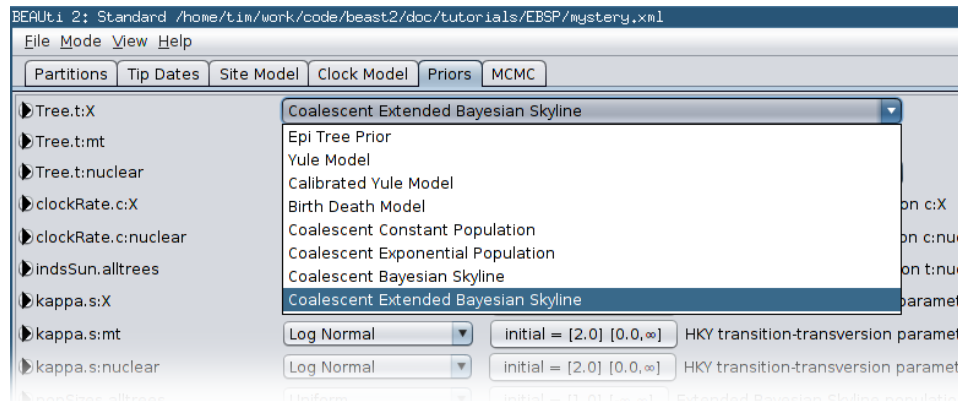 BEAUti 2: Standard /home/tim/work/code/beast2/doc/tutorials/EBSP/mystery.xml
File Mode View Help
Partitions Tip Dates Site Model Clock Model Priors MCMC
Tree.t:X Coalescent Extended Bayesian Skyline
Tree.t:mt Epi Tree Prior
Yule Model
Tree.t:nuclear
Calibrated Yule Model
clockRate.c:X Birth Death Model on c:X
Coalescent Constant Population
clockRate.c:nuclear on c:nu
Coalescent Exponential Population
indsSun.alltrees Coalescent Bayesian Skyline on t:nu
kappa.s:X Coalescent Extended Bayesian Skyline paramet
kappa.s:mt Log Normal initial = [2.0] [0.0,∞] HKY transition-transversion paramet
kappa.s:nuclear Log Normal initial = [2.0] [0.0,∞] HKY transition-transversion paramet